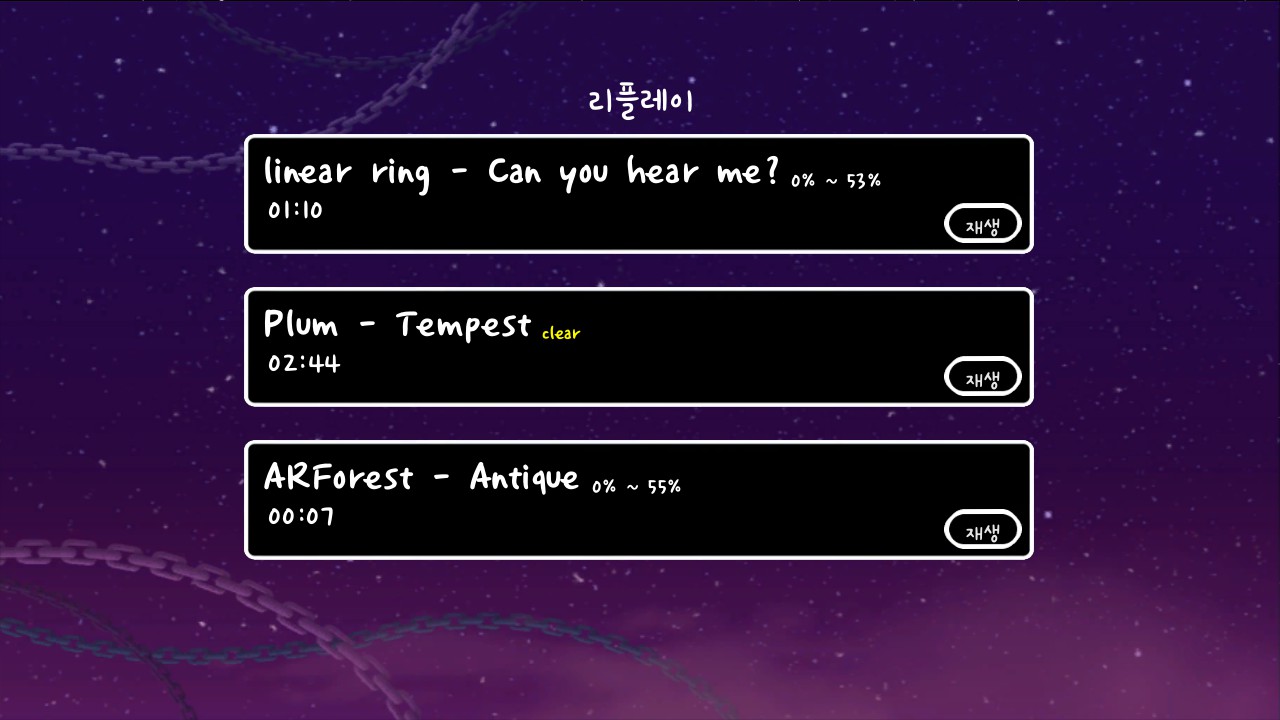 리플레이
linear ring - Can you hear me? 0% ~ 53%
01:10
재생
Plum - Tempest clear
02:44
재생
ARForest - Antique 0% ~ 55%
00:07
재생